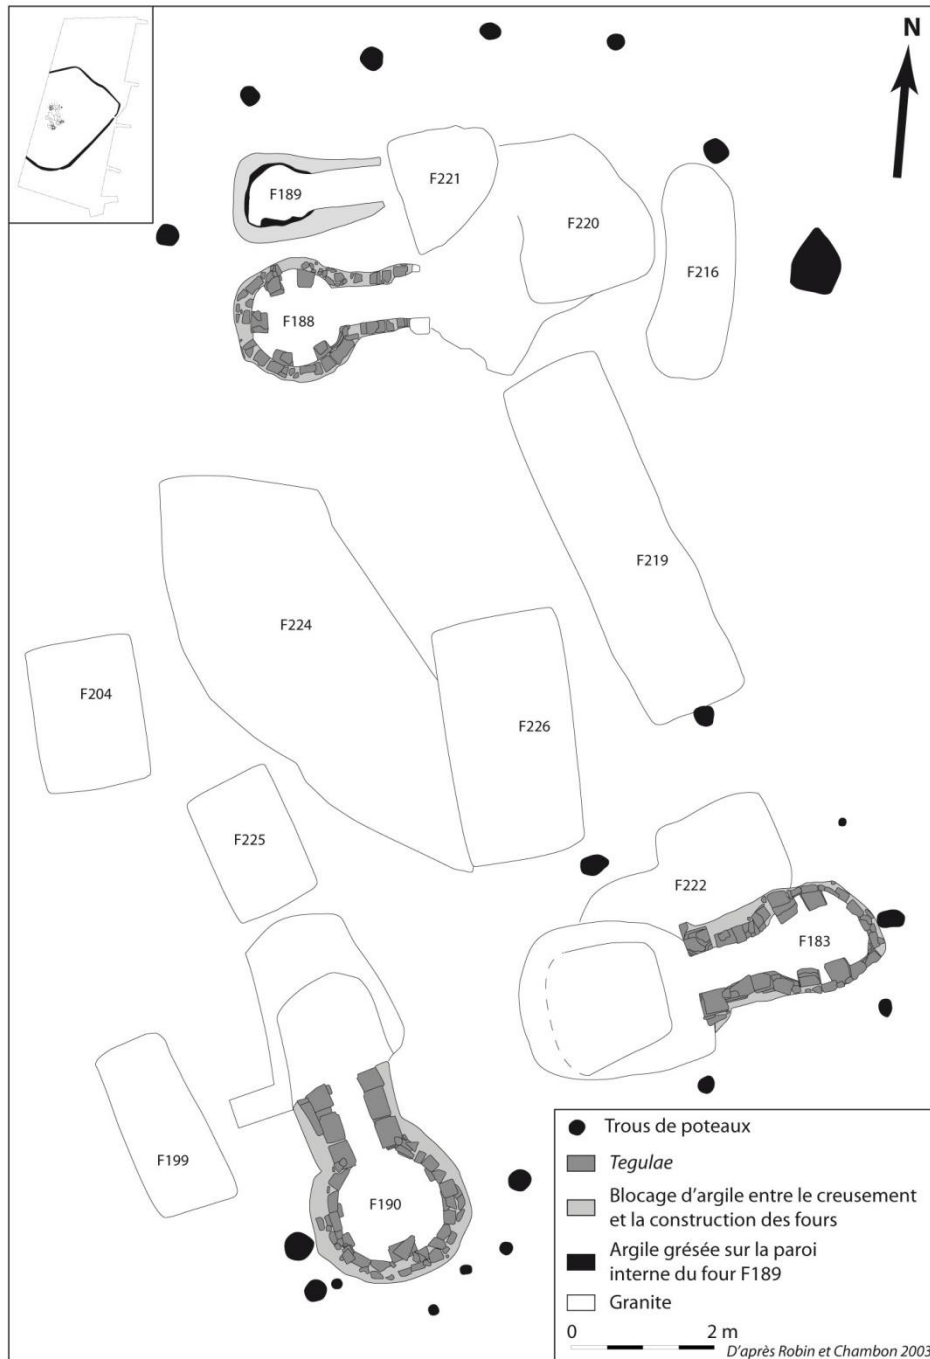 N
F221
F189
F220
F216
F188
F219
F224
F204
F226
F225
F222
F183
F199
F190
Trous de poteaux
Tegulae
Blocage d'argile entre le creusement
et la construction des fours
Argile grésée sur la paroi
interne du four F189
Granite
0 2 m
D'après Robin et Chambon 2003